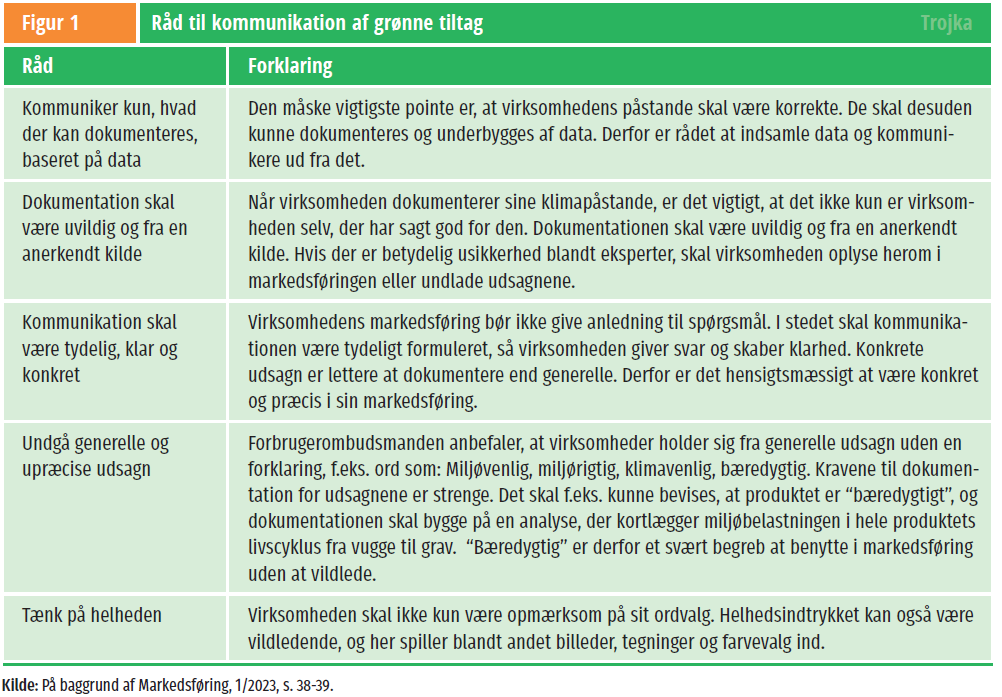 Figur 1
Råd til kommunikation af grønne tiltag
Trojka
Råd
Forklaring
Kommuniker kun, hvad
der kan dokumenteres,
baseret på data
Den måske vigtigste pointe er, at virksomhedens påstande skal være korrekte. De skal desuden
kunne dokumenteres og underbygges af data. Derfor er rådet at indsamle data og kommuni-
kere ud fra det.
Dokumentation skal
være uvildig og fra en
anerkendt kilde
Når virksomheden dokumenterer sine klimapåstande, er det vigtigt, at det ikke kun er virksom-
heden selv, der har sagt god for den. Dokumentationen skal være uvildig og fra en anerkendt
kilde. Hvis der er betydelig usikkerhed blandt eksperter, skal virksomheden oplyse herom i
markedsføringen eller undlade udsagnene.
Kommunikation skal
være tydelig, klar og
konkret
Virksomhedens markedsføring bør ikke give anledning til spørgsmål. I stedet skal kommunika-
tionen være tydeligt formuleret, så virksomheden giver svar og skaber klarhed. Konkrete
udsagn er lettere at dokumentere end generelle. Derfor er det hensigtsmæssigt at være konkret
og præcis i sin markedsføring.
Undgå generelle og
upræcise udsagn
Forbrugerombudsmanden anbefaler, at virksomheder holder sig fra generelle udsagn uden en
forklaring, f.eks. ord som: Miljøvenlig, miljørigtig, klimavenlig, bæredygtig. Kravene til dokumen-
tation for udsagnene er strenge. Det skal f.eks. kunne bevises, at produktet er “bæredygtigt”, og
dokumentationen skal bygge på en analyse, der kortlægger miljøbelastningen i hele produktets
livscyklus fra vugge til grav. “Bæredygtig” er derfor et svært begreb at benytte i markedsføring
uden at vildlede.
Tænk på helheden
Virksomheden skal ikke kun være opmærksom på sit ordvalg. Helhedsindtrykket kan også være
vildledende, og her spiller blandt andet billeder, tegninger og farvevalg ind.
Kilde: På baggrund af Markedsføring, 1/2023, s. 38-39.